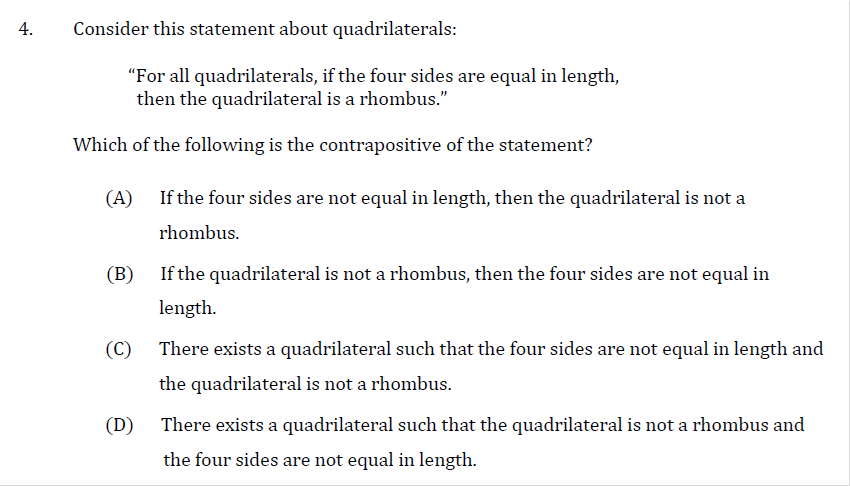 4. Consider this statement about quadrilaterals:
“For all quadrilaterals, if the four sides are equal in length,
then the quadrilateral is a rhombus.”
Which of the following is the contrapositive of the statement?
(A) If the four sides are not equal in length, then the quadrilateral is not a
rhombus.
(B) If the quadrilateral is not a rhombus, then the four sides are not equal in
length.
(C) There exists a quadrilateral such that the four sides are not equal in length and
the quadrilateral is not a rhombus.
(D) There exists a quadrilateral such that the quadrilateral is not a rhombus and
the four sides are not equal in length.